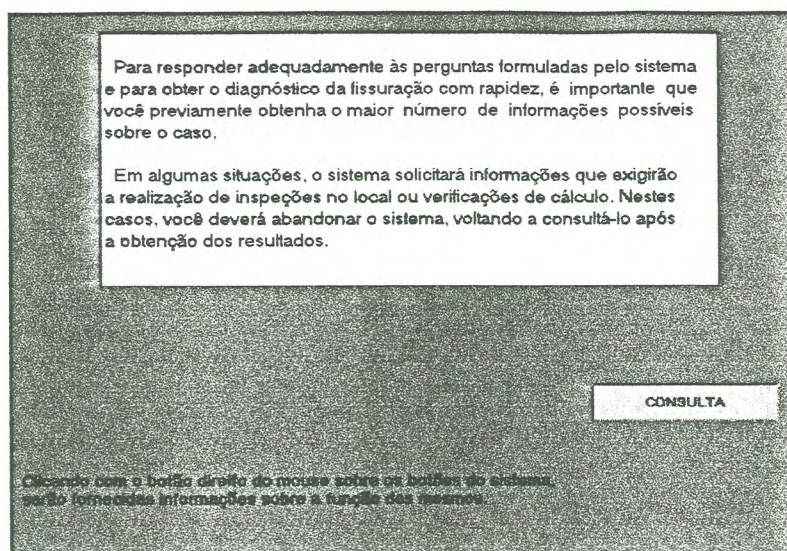 Para responder adequadamente às perguntas formuladas pelo sistema
e para obter o diagnóstico da fissuração com rapidez, é importante que
você previamente obtenha o maior número de informações possíveis
sobre o caso.
Em algumas situações, o sistema solicitará informações que exigirão
a realização de inspeções no local ou verificações de cálculo. Nestes
casos, você deverá abandonar o sistema, voltando a consultá-lo após
a obtenção dos resultados.
CONSULTA
Clicando com o botão direito do mouse sobre os botões do sistema,
serão fornecidas informações sobre a função dos mesmos.